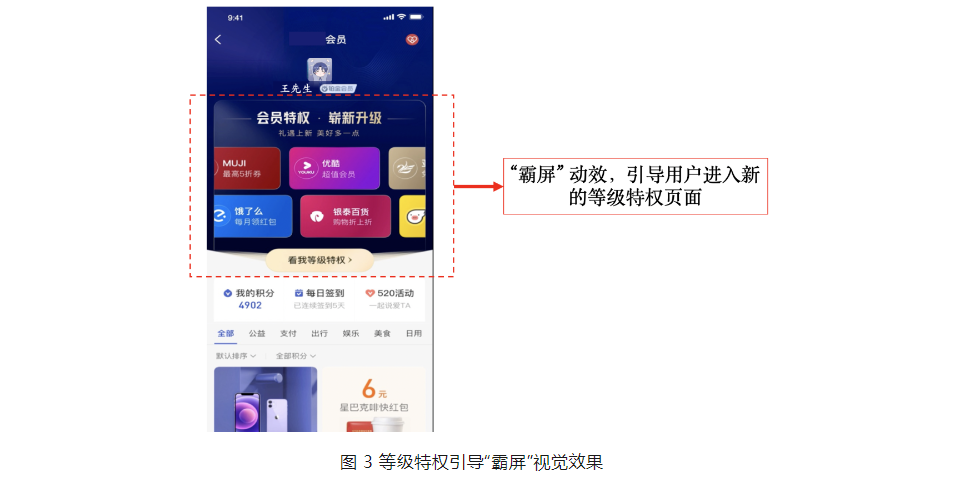 9:41
会员
王先生 铂金会员
会员特权 · 崭新升级
礼遇上新 美好多一点
MUJI
最高5折券
优酷
超值会员
YOUKU
饿了么
每月领红包
银泰百货
购物折上折
看我等级特权 >
我的积分
4902
每日签到
已连续签到5天
520活动
一起说爱TA
全部 公益 支付 出行 娱乐 美食 日用
默认排序 全部积分
6元
星巴克啡快红包
“霸屏” 动效，引导用户进入新
的等级特权页面
图 3 等级特权引导“霸屏”视觉效果